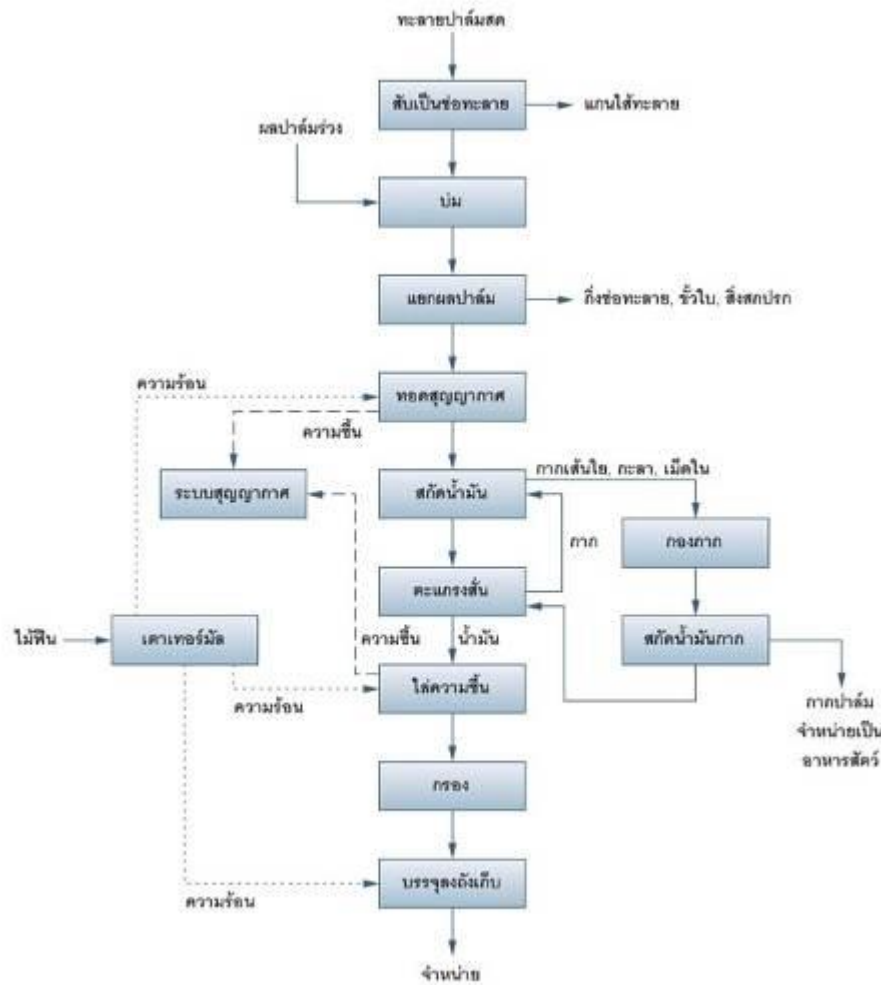 ทะลายปาล์มสด
สับเป็นช่อทะลาย
แกนไส้ทะลาย
ผลปาล์มร่วง
บ่ม
แยกผลปาล์ม
กิ่งช่อทะลาย, ขั้วใบ, สิ่งสกปรก
ความร้อน
ทอดสุญญากาศ
ความชื้น
กากเส้นใย, กะลา, เม็ดใน
ระบบสุญญากาศ
สกัดน้ำมัน
กาก
กองกาก
ตะแกรงสั่น
ไม้ฟืน
เตาเทอร์มัล
ความชื้น
น้ำมัน
สกัดน้ำมันกาก
ไล่ความชื้น
ความร้อน
กากปาล์ม
จำหน่ายเป็น
อาหารสัตว์
กรอง
บรรจุลงถังเก็บ
ความร้อน
จำหน่าย